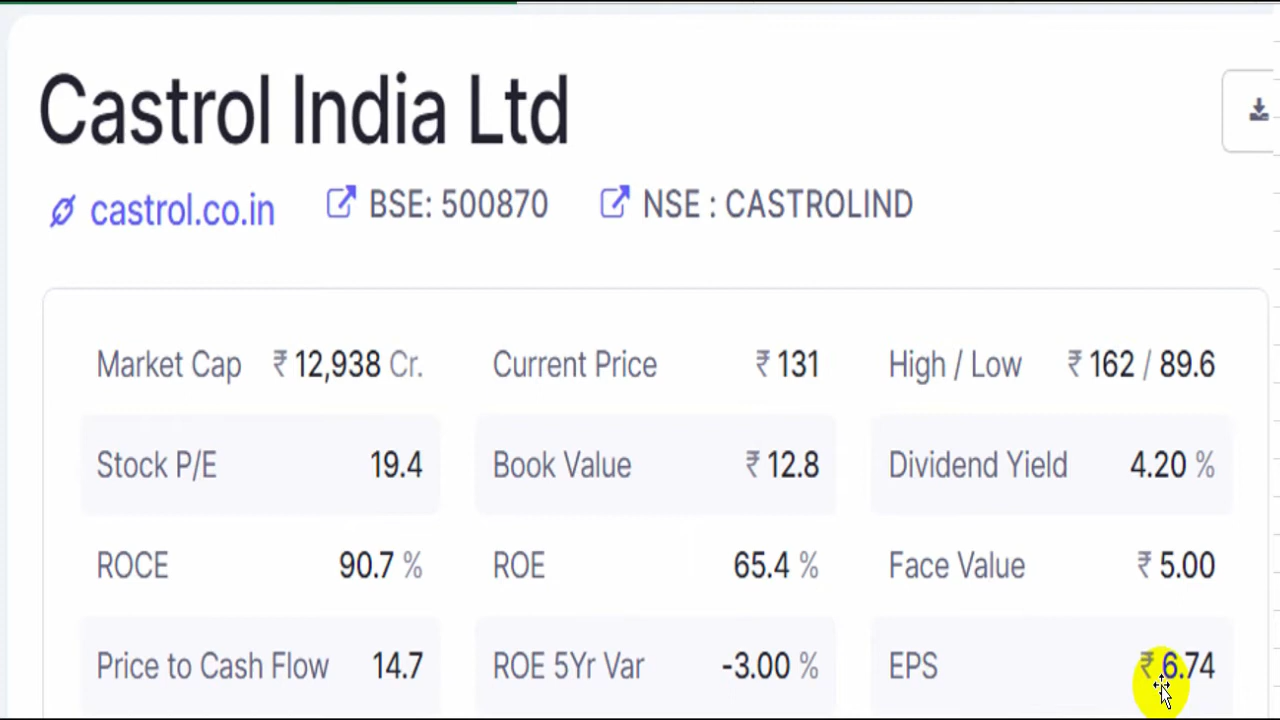 Castrol India Ltd
castrol.co.in BSE: 500870 NSE : CASTROLIND
Market Cap ₹ 12,938 Cr. Current Price ₹ 131 High / Low ₹ 162 / 89.6
Stock P/E 19.4 Book Value ₹ 12.8 Dividend Yield 4.20 %
ROCE 90.7 % ROE 65.4 % Face Value ₹ 5.00
Price to Cash Flow 14.7 ROE 5Yr Var -3.00 % EPS ₹ 6.74